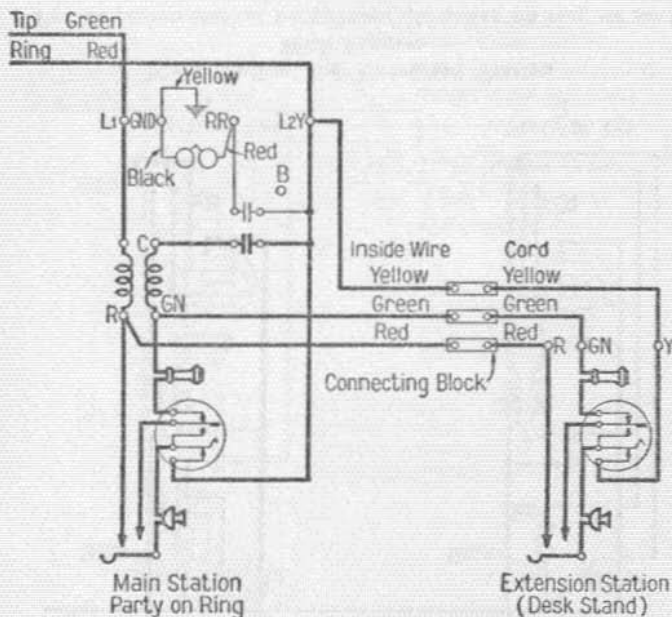 Tip Green
Ring Red
Yellow
L1 GND RR L2Y
Red
Black
B
C
Inside Wire Cord
Yellow Yellow
Green Green
R GN
Red Red
R GN Y
Connecting Block
Main Station
Party on Ring
Extension Station
(Desk Stand)